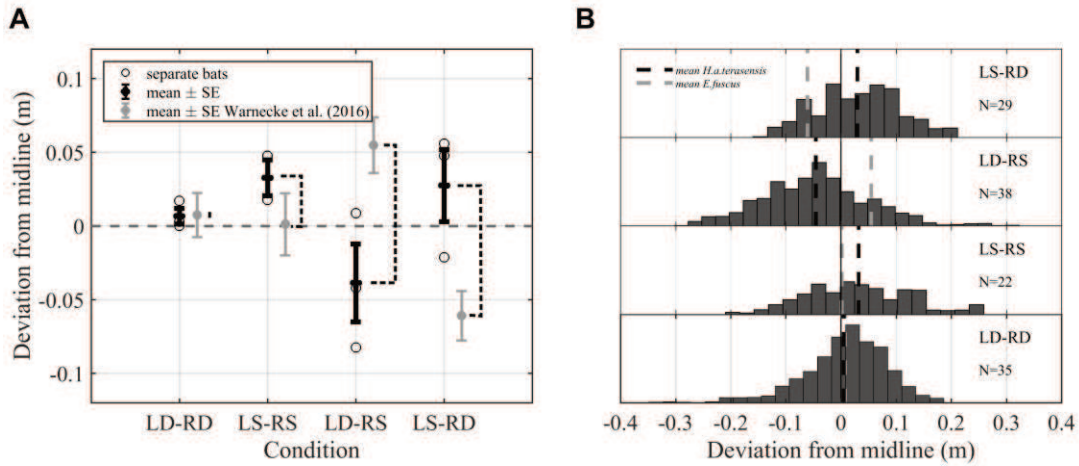 A
Deviation from midline (m)
0.1
0.05
0
-0.05
-0.1
separate bats
mean ± SE
mean ± SE Warnecke et al. (2016)
LD-RD LS-RS LD-RS LS-RD
Condition
B
mean H.a.terasensis
mean E.fuscus
LS-RD
N=29
LD-RS
N=38
LS-RS
N=22
LD-RD
N=35
-0.4 -0.3 -0.2 -0.1 0 0.1 0.2 0.3 0.4
Deviation from midline (m)